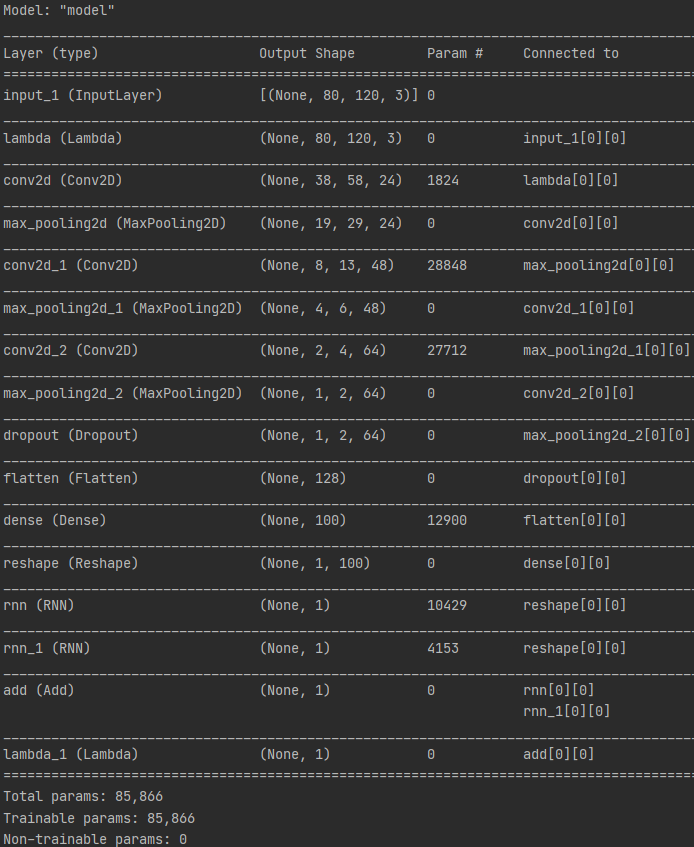 Model: "model"
Layer (type) Output Shape Param # Connected to
input_1 (InputLayer) [(None, 80, 120, 3)] 0
lambda (Lambda) (None, 80, 120, 3) 0 input_1[0][0]
conv2d (Conv2D) (None, 38, 58, 24) 1824 lambda[0][0]
max_pooling2d (MaxPooling2D) (None, 19, 29, 24) 0 conv2d[0][0]
conv2d_1 (Conv2D) (None, 8, 13, 48) 28848 max_pooling2d[0][0]
max_pooling2d_1 (MaxPooling2D) (None, 4, 6, 48) 0 conv2d_1[0][0]
conv2d_2 (Conv2D) (None, 2, 4, 64) 27712 max_pooling2d_1[0][0]
max_pooling2d_2 (MaxPooling2D) (None, 1, 2, 64) 0 conv2d_2[0][0]
dropout (Dropout) (None, 1, 2, 64) 0 max_pooling2d_2[0][0]
flatten (Flatten) (None, 128) 0 dropout[0][0]
dense (Dense) (None, 100) 12900 flatten[0][0]
reshape (Reshape) (None, 1, 100) 0 dense[0][0]
rnn (RNN) (None, 1) 10429 reshape[0][0]
rnn_1 (RNN) (None, 1) 4153 reshape[0][0]
add (Add) (None, 1) 0 rnn[0][0]
rnn_1[0][0]
lambda_1 (Lambda) (None, 1) 0 add[0][0]
Total params: 85,866
Trainable params: 85,866
Non-trainable params: 0